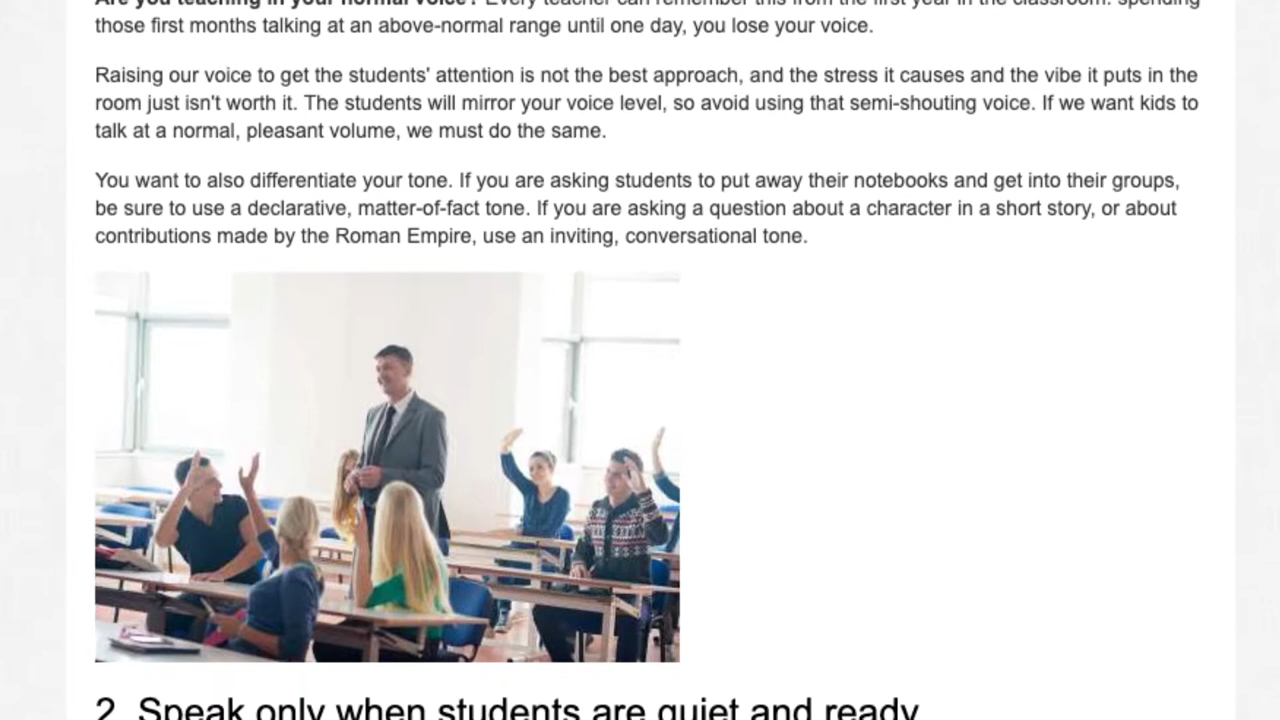 Are you teaching in your normal voice? Every teacher can remember this from the first year in the classroom: spending
those first months talking at an above-normal range until one day, you lose your voice.
Raising our voice to get the students' attention is not the best approach, and the stress it causes and the vibe it puts in the
room just isn't worth it. The students will mirror your voice level, so avoid using that semi-shouting voice. If we want kids to
talk at a normal, pleasant volume, we must do the same.
You want to also differentiate your tone. If you are asking students to put away their notebooks and get into their groups,
be sure to use a declarative, matter-of-fact tone. If you are asking a question about a character in a short story, or about
contributions made by the Roman Empire, use an inviting, conversational tone.
2. Speak only when students are quiet and ready